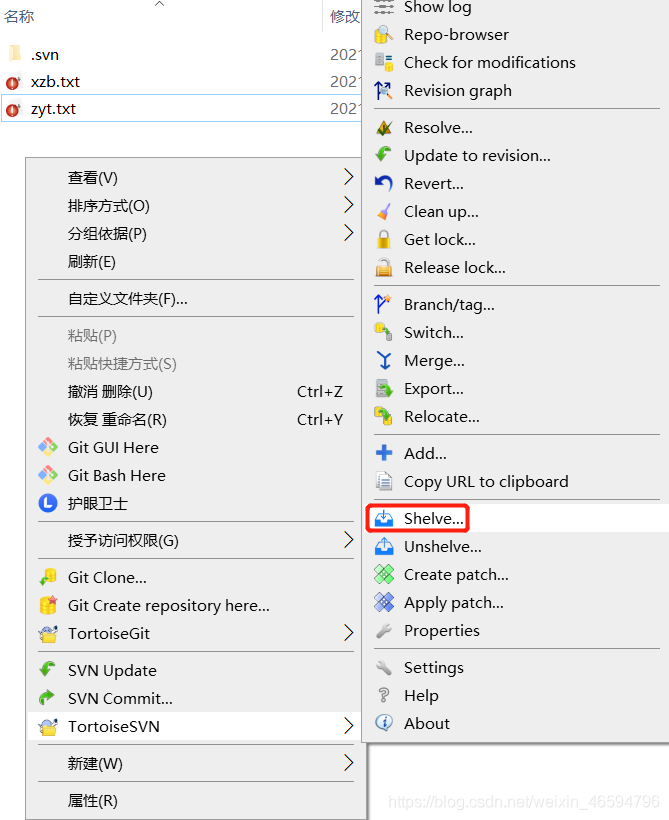 名称
修改
.svn
2021
xzb.txt
2021
zyt.txt
2021
查看(V)
排序方式(O)
分组依据(P)
刷新(E)
自定义文件夹(F)...
粘贴(P)
粘贴快捷方式(S)
撤消 删除(U) Ctrl+Z
恢复 重命名(R) Ctrl+Y
Git GUI Here
Git Bash Here
护眼卫士
授予访问权限(G)
Git Clone...
Git Create repository here...
TortoiseGit
SVN Update
SVN Commit...
TortoiseSVN
新建(W)
属性(R)
Show log
Repo-browser
Check for modifications
Revision graph
Resolve...
Update to revision...
Revert...
Clean up...
Get lock...
Release lock...
Branch/tag...
Switch...
Merge...
Export...
Relocate...
Add...
Copy URL to clipboard
Shelve...
Unshelve...
Create patch...
Apply patch...
Properties
Settings
Help
About
https://blog.csdn.net/weixin_46594796